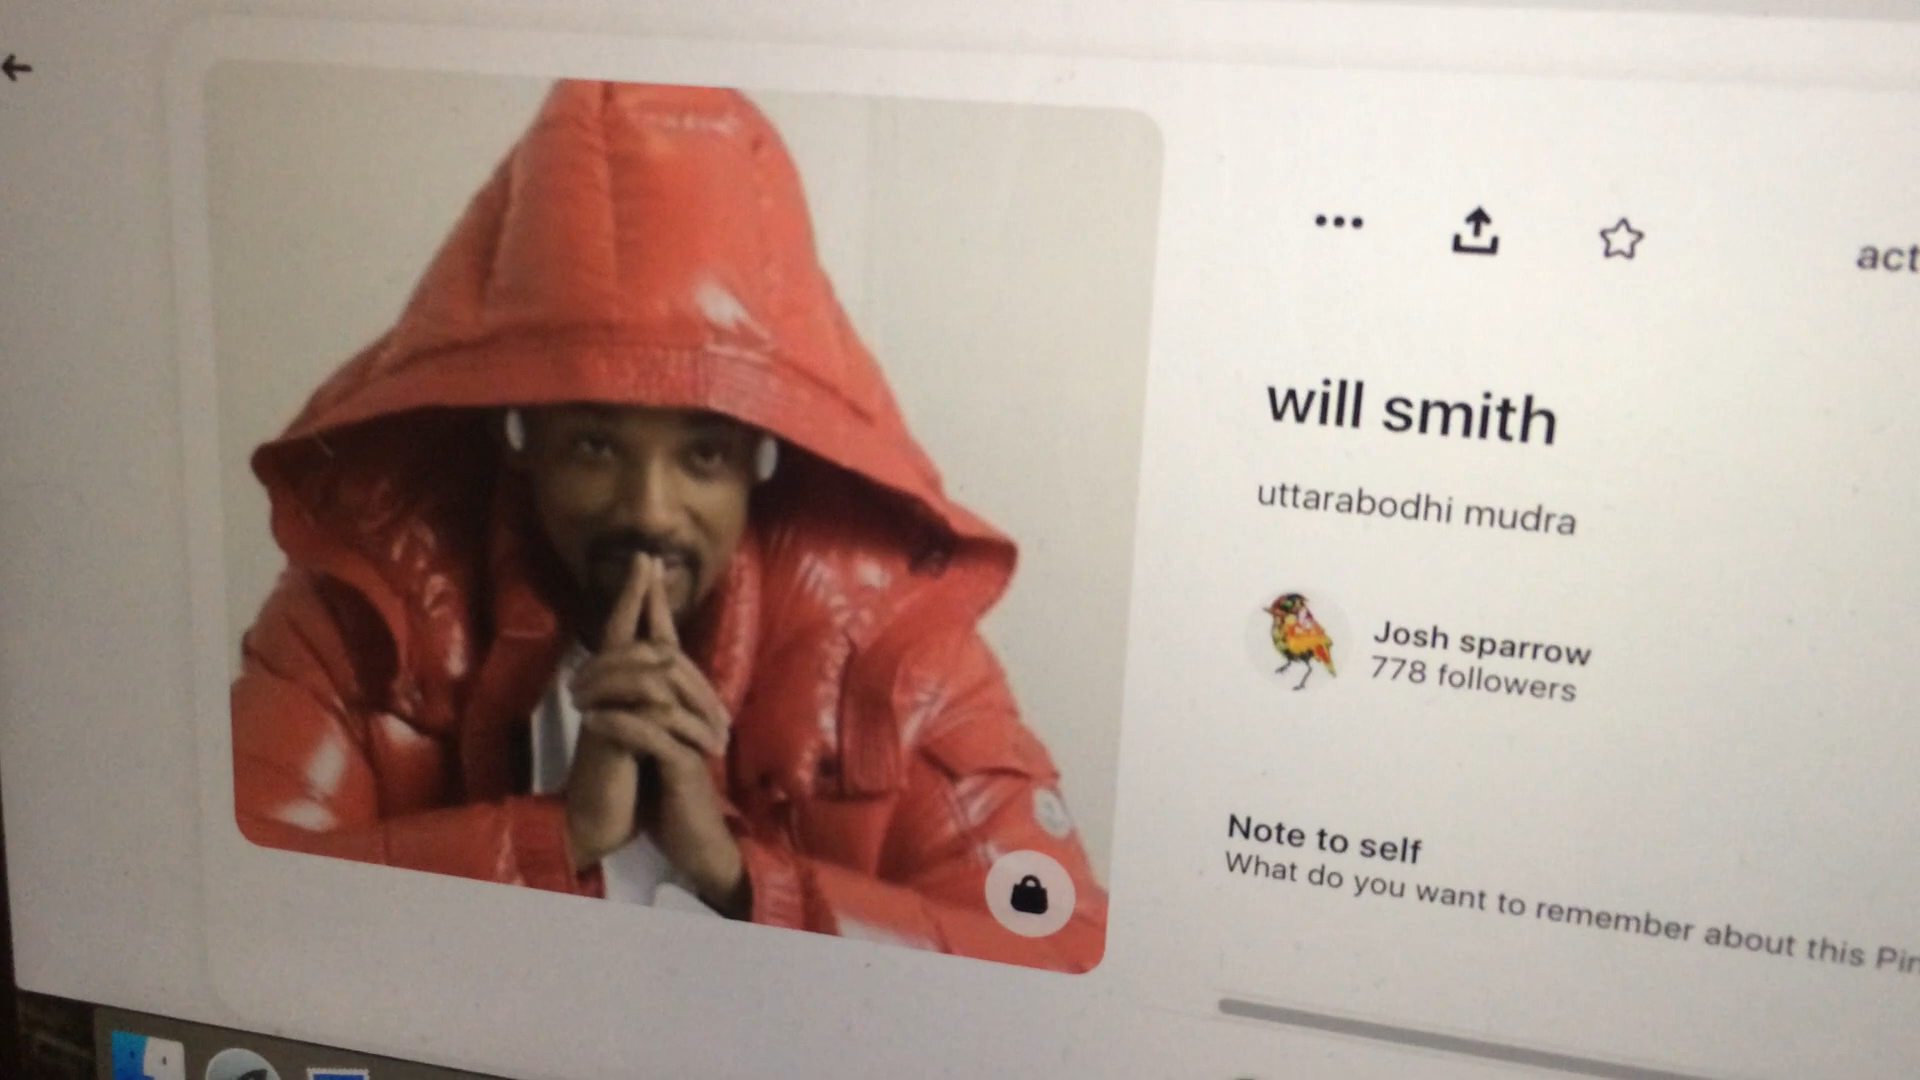 act
will smith
uttarabodhi mudra
Josh sparrow
778 followers
Note to self
What do you want to remember about this Pin